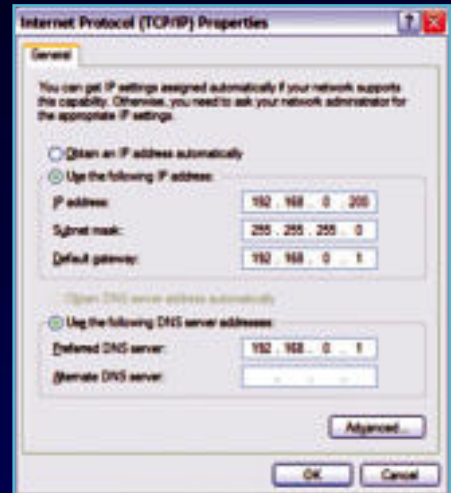 Internet Protocol (TCP/IP) Properties
General
You can get IP settings assigned automatically if your network supports
this capability. Otherwise, you need to ask your network administrator for
the appropriate IP settings.
Obtain an IP address automatically
Use the following IP address:
IP address: 192 . 168 . 0 . 200
Subnet mask: 255 . 255 . 255 . 0
Default gateway: 192 . 168 . 0 . 1
Obtain DNS server address automatically
Use the following DNS server addresses:
Preferred DNS server: 192 . 168 . 0 . 1
Alternate DNS server: . . .
Advanced...
OK Cancel